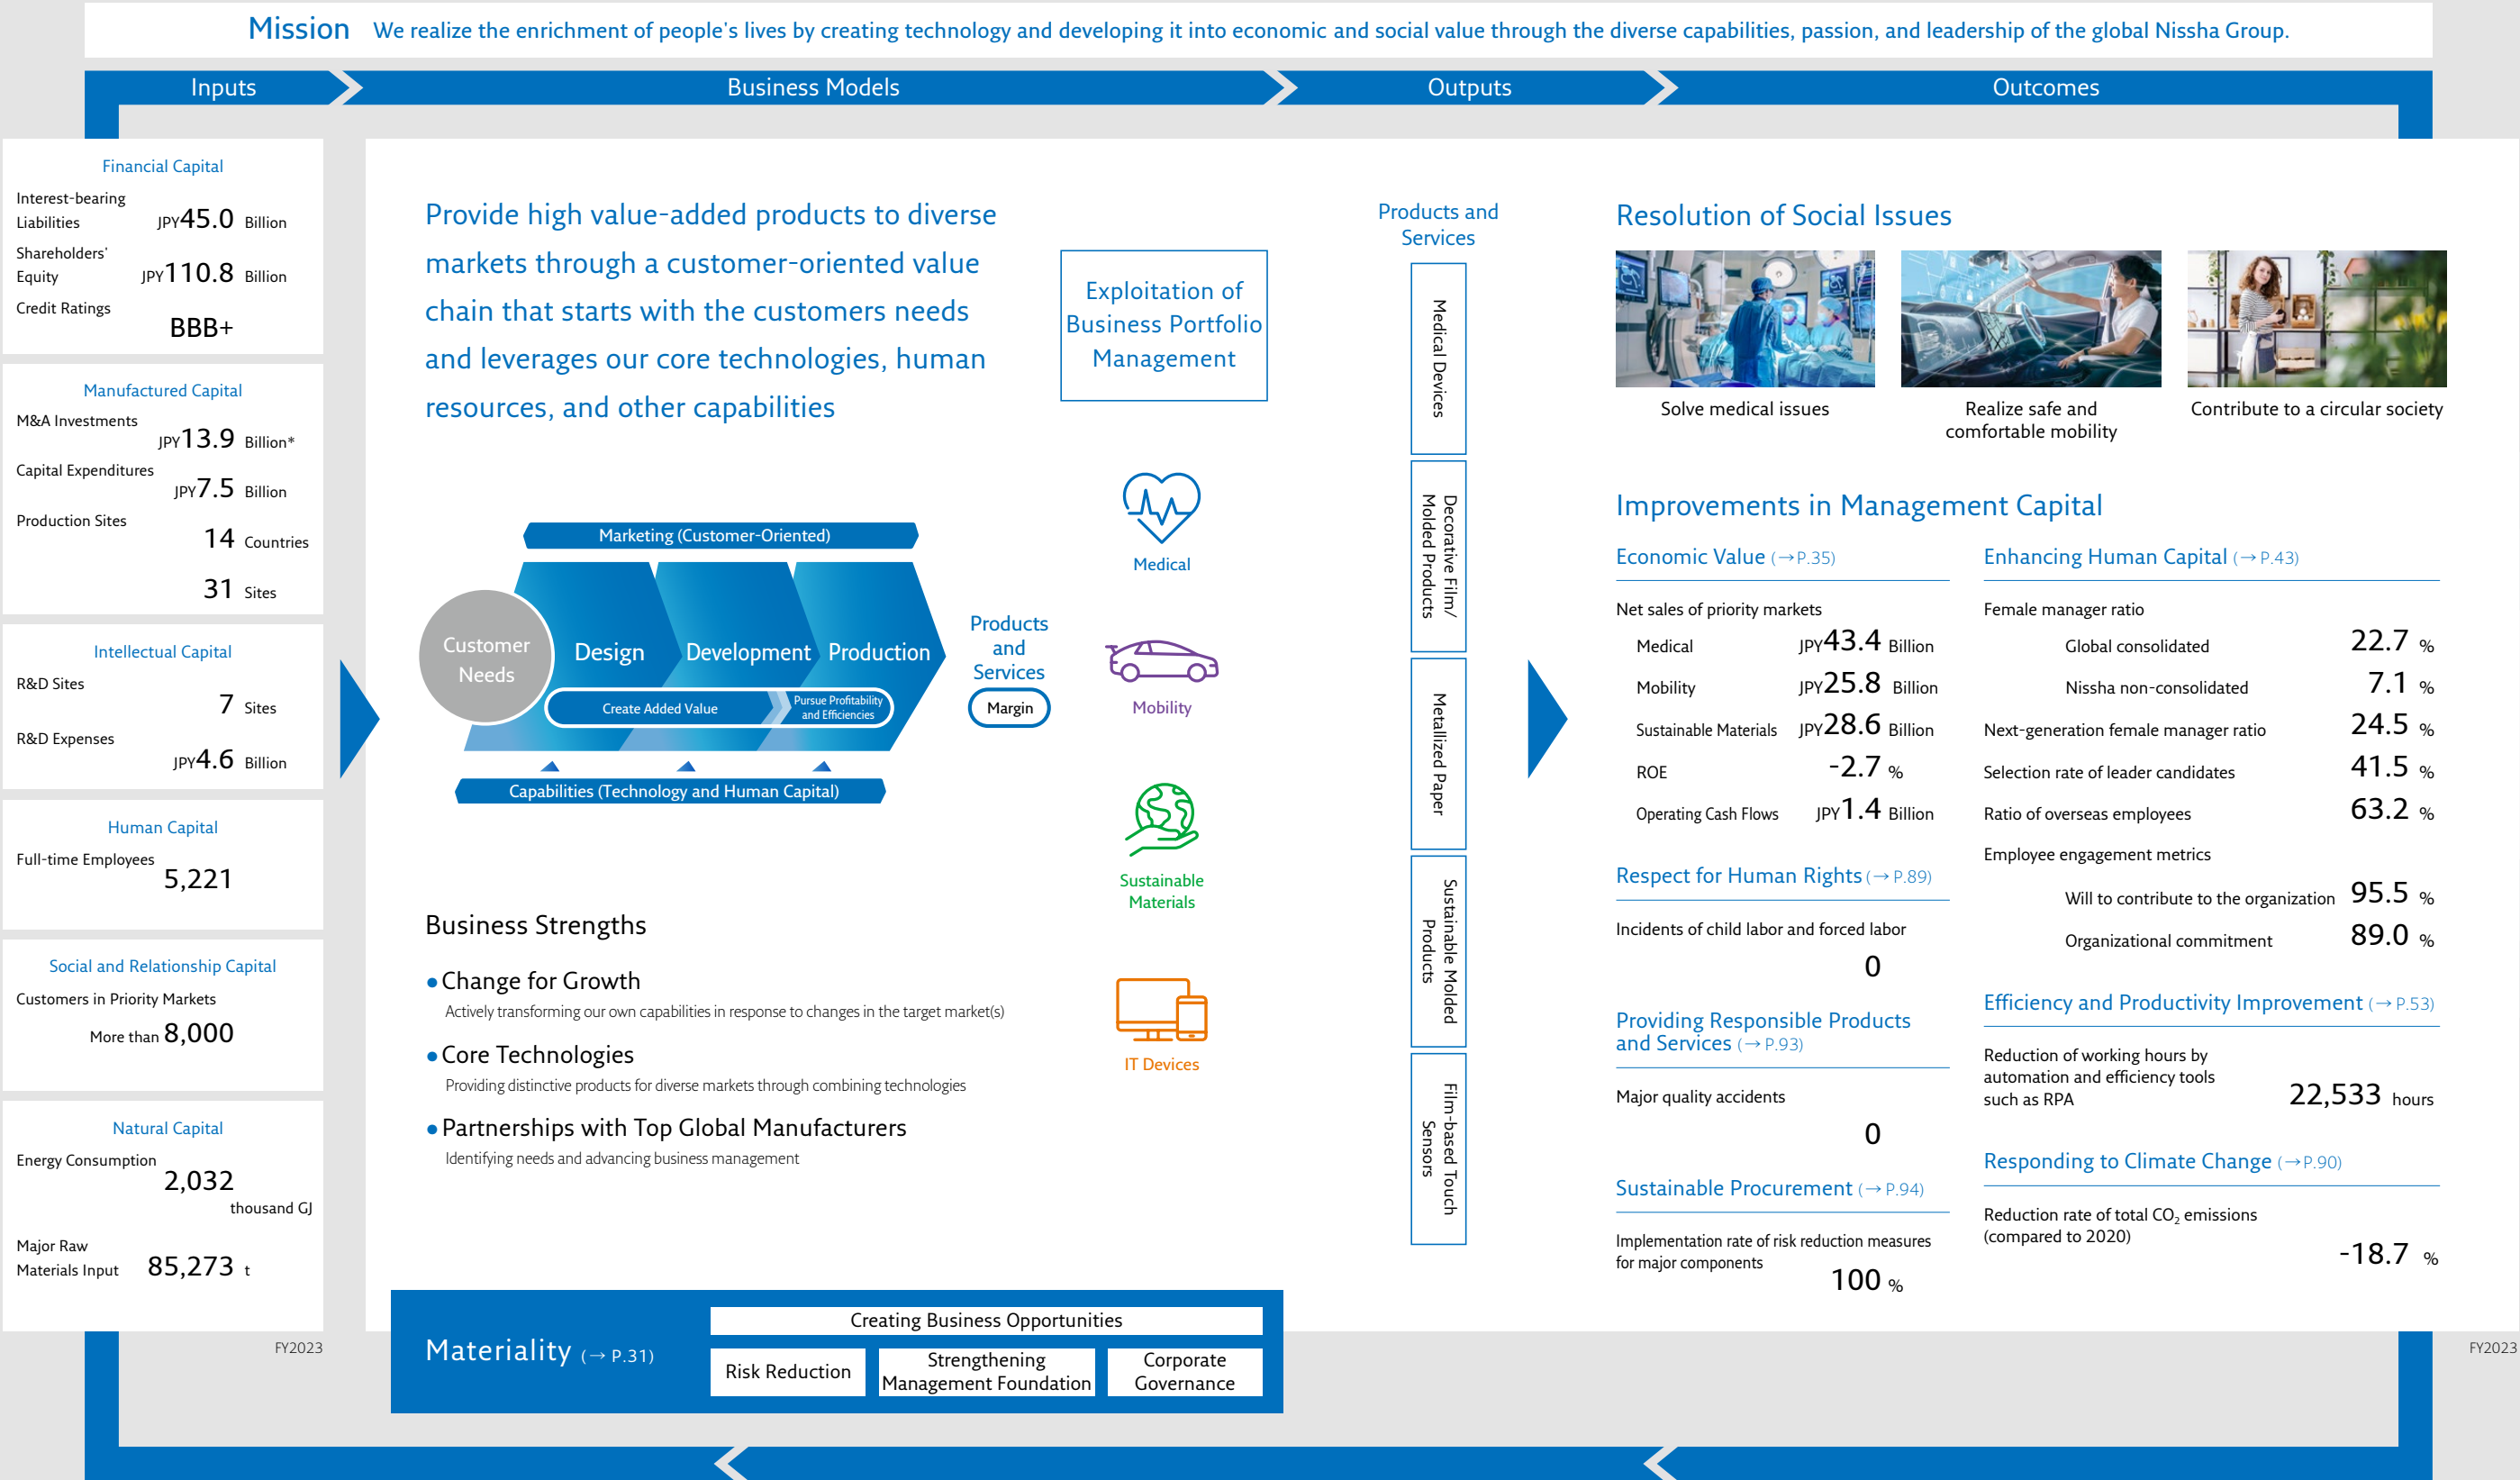 Mission We realize the enrichment of people's lives by creating technology and developing it into economic and social value through the diverse capabilities, passion, and leadership of the global Nissha Group.
Inputs
Business Models
Outputs
Outcomes
Financial Capital
Interest-bearing
Liabilities JPY45.0 Billion
Shareholders'
Equity JPY110.8 Billion
Credit Ratings
BBB+
Manufactured Capital
M&A Investments
JPY13.9 Billion*
Capital Expenditures
JPY7.5 Billion
Production Sites
14 Countries
31 Sites
Intellectual Capital
R&D Sites
7 Sites
R&D Expenses
JPY4.6 Billion
Human Capital
Full-time Employees
5,221
Social and Relationship Capital
Customers in Priority Markets
More than 8,000
Natural Capital
Energy Consumption
2,032
thousand GJ
Major Raw
Materials Input 85,273 t
FY2023
Provide high value-added products to diverse
markets through a customer-oriented value
chain that starts with the customers needs
and leverages our core technologies, human
resources, and other capabilities
Marketing (Customer-Oriented)
Customer
Needs
Design
Development
Production
Create Added Value
Pursue Profitability
and Efficiencies
Capabilities (Technology and Human Capital)
Products
and
Services
Margin
Business Strengths
●Change for Growth
Actively transforming our own capabilities in response to changes in the target market(s)
●Core Technologies
Providing distinctive products for diverse markets through combining technologies
●Partnerships with Top Global Manufacturers
Identifying needs and advancing business management
Exploitation of
Business Portfolio
Management
Medical
Mobility
Sustainable
Materials
IT Devices
Materiality (→ P.31)
Creating Business Opportunities
Risk Reduction
Strengthening
Management Foundation
Corporate
Governance
Products and
Services
Medical Devices
Decorative Film/
Molded Products
Metallized Paper
Sustainable Molded
Products
Film-based Touch
Sensors
Resolution of Social Issues
Solve medical issues
Realize safe and
comfortable mobility
Contribute to a circular society
Improvements in Management Capital
Economic Value (→P.35)
Net sales of priority markets
Medical JPY43.4 Billion
Mobility JPY25.8 Billion
Sustainable Materials JPY28.6 Billion
ROE -2.7 %
Operating Cash Flows JPY1.4 Billion
Respect for Human Rights (→ P.89)
Incidents of child labor and forced labor
0
Providing Responsible Products
and Services (→ P.93)
Major quality accidents
0
Sustainable Procurement (→ P.94)
Implementation rate of risk reduction measures
for major components
100 %
Enhancing Human Capital (→ P.43)
Female manager ratio
Global consolidated 22.7 %
Nissha non-consolidated 7.1 %
Next-generation female manager ratio 24.5 %
Selection rate of leader candidates 41.5 %
Ratio of overseas employees 63.2 %
Employee engagement metrics
Will to contribute to the organization 95.5 %
Organizational commitment 89.0 %
Efficiency and Productivity Improvement (→ P.53)
Reduction of working hours by
automation and efficiency tools
such as RPA 22,533 hours
Responding to Climate Change (→P.90)
Reduction rate of total CO₂ emissions
(compared to 2020)
-18.7 %
FY2023